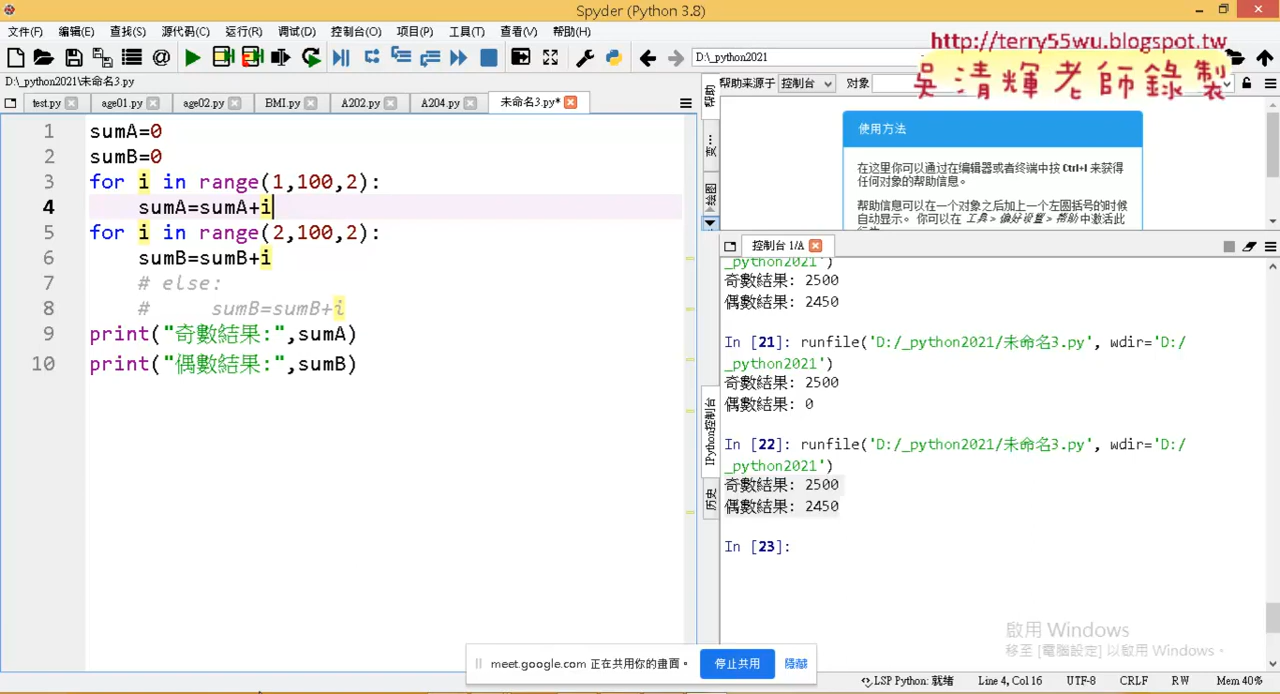 Spyder (Python 3.8)
文件(F) 编辑(E) 查找(S) 源代码(C) 运行(R) 调试(D) 控制台(O) 项目(P) 工具(T) 查看(V) 帮助(H)
D:\_python2021
http://terry55wu.blogspot.tw
吳清輝老師錄製
D:\_python2021\未命名3.py
帮助来源于 控制台 对象
test.py age01.py age02.py BMI.py A202.py A204.py 未命名3.py*
帮助
绘图
使用方法
在这里你可以通过在编辑器或者终端中按 Ctrl+I 来获得
任何对象的帮助信息。
帮助信息可以在一个对象之后加上一个左圆括号的时候
自动显示。 你可以在 工具 > 偏好设置 > 帮助 中激活此
1 sumA=0
2 sumB=0
3 for i in range(1,100,2):
4 sumA=sumA+i
5 for i in range(2,100,2):
6 sumB=sumB+i
7 # else:
8 # sumB=sumB+i
9 print("奇數結果:",sumA)
10 print("偶數結果:",sumB)
控制台 1/A
_python2021')
奇數結果: 2500
偶數結果: 2450
In [21]: runfile('D:/_python2021/未命名3.py', wdir='D:/
_python2021')
奇數結果: 2500
偶數結果: 0
In [22]: runfile('D:/_python2021/未命名3.py', wdir='D:/
_python2021')
奇數結果: 2500
偶數結果: 2450
In [23]:
IPython控制台
历史
啟用 Windows
移至 [電腦設定] 以啟用 Windows。
meet.google.com 正在共用你的畫面。 停止共用 隱藏
LSP Python: 就绪 Line 4, Col 16 UTF-8 CRLF RW Mem 40%